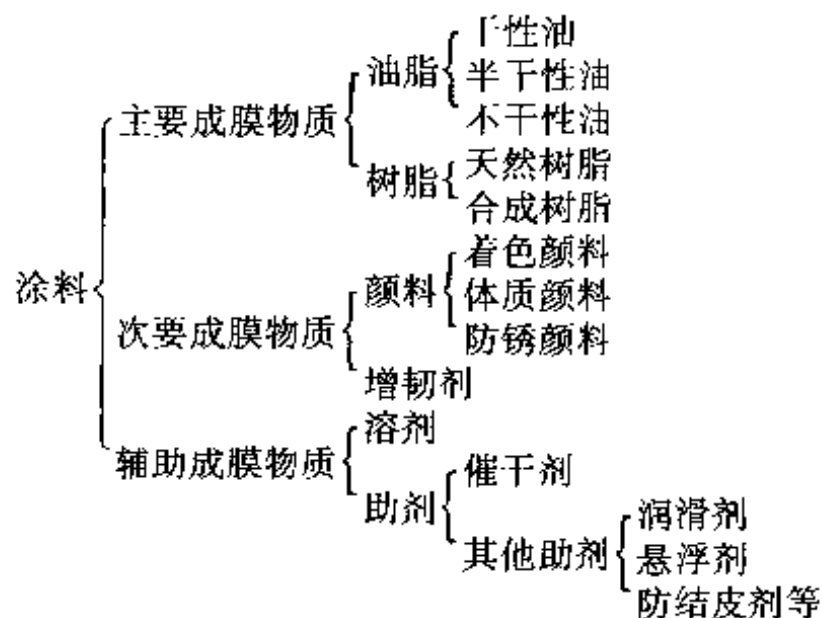 干性油
油脂 半干性油
主要成膜物质 不干性油
树脂 天然树脂
合成树脂
着色颜料
涂料 颜料 体质颜料
次要成膜物质 防锈颜料
增韧剂
溶剂
辅助成膜物质 催干剂
助剂 润滑剂
其他助剂 悬浮剂
防结皮剂等